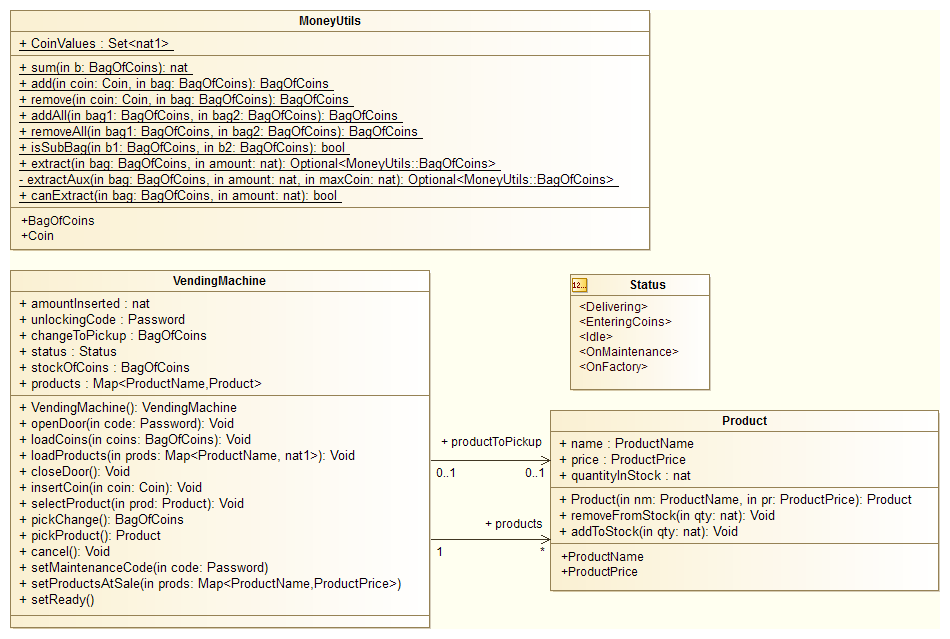 MoneyUtils
+ CoinValues : Set<nat1>
+ sum(in b: BagOfCoins): nat
+ add(in coin: Coin, in bag: BagOfCoins): BagOfCoins
+ remove(in coin: Coin, in bag: BagOfCoins): BagOfCoins
+ addAll(in bag1: BagOfCoins, in bag2: BagOfCoins): BagOfCoins
+ removeAll(in bag1: BagOfCoins, in bag2: BagOfCoins): BagOfCoins
+ isSubBag(in b1: BagOfCoins, in b2: BagOfCoins): bool
+ extract(in bag: BagOfCoins, in amount: nat): Optional<MoneyUtils::BagOfCoins>
- extractAux(in bag: BagOfCoins, in amount: nat, in maxCoin: nat): Optional<MoneyUtils::BagOfCoins>
+ canExtract(in bag: BagOfCoins, in amount: nat): bool
+BagOfCoins
+Coin
VendingMachine
+ amountInserted : nat
+ unlockingCode : Password
+ changeToPickup : BagOfCoins
+ status : Status
+ stockOfCoins : BagOfCoins
+ products : Map<ProductName,Product>
+ VendingMachine(): VendingMachine
+ openDoor(in code: Password): Void
+ loadCoins(in coins: BagOfCoins): Void
+ loadProducts(in prods: Map<ProductName, nat1>): Void
+ closeDoor(): Void
+ insertCoin(in coin: Coin): Void
+ selectProduct(in prod: Product): Void
+ pickChange(): BagOfCoins
+ pickProduct(): Product
+ cancel(): Void
+ setMaintenanceCode(in code: Password)
+ setProductsAtSale(in prods: Map<ProductName,ProductPrice>)
+ setReady()
12...
Status
<Delivering>
<EnteringCoins>
<Idle>
<OnMaintenance>
<OnFactory>
+ productToPickup
0..1
0..1
+ products
1
*
Product
+ name : ProductName
+ price : ProductPrice
+ quantityInStock : nat
+ Product(in nm: ProductName, in pr: ProductPrice): Product
+ removeFromStock(in qty: nat): Void
+ addToStock(in qty: nat): Void
+ProductName
+ProductPrice